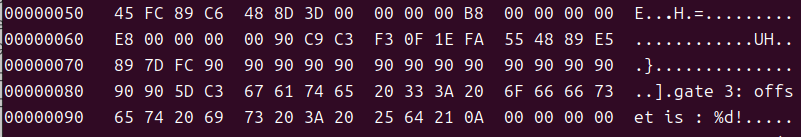 00000050 45 FC 89 C6 48 8D 3D 00 00 00 00 B8 00 00 00 00 E...H.=.........
00000060 E8 00 00 00 00 90 C9 C3 F3 0F 1E FA 55 48 89 E5 ............UH..
00000070 89 7D FC 90 90 90 90 90 90 90 90 90 90 90 90 90 .}..............
00000080 90 90 5D C3 67 61 74 65 20 33 3A 20 6F 66 66 73 ..].gate 3: offs
00000090 65 74 20 69 73 20 3A 20 25 64 21 0A 00 00 00 00 et is : %d!.....